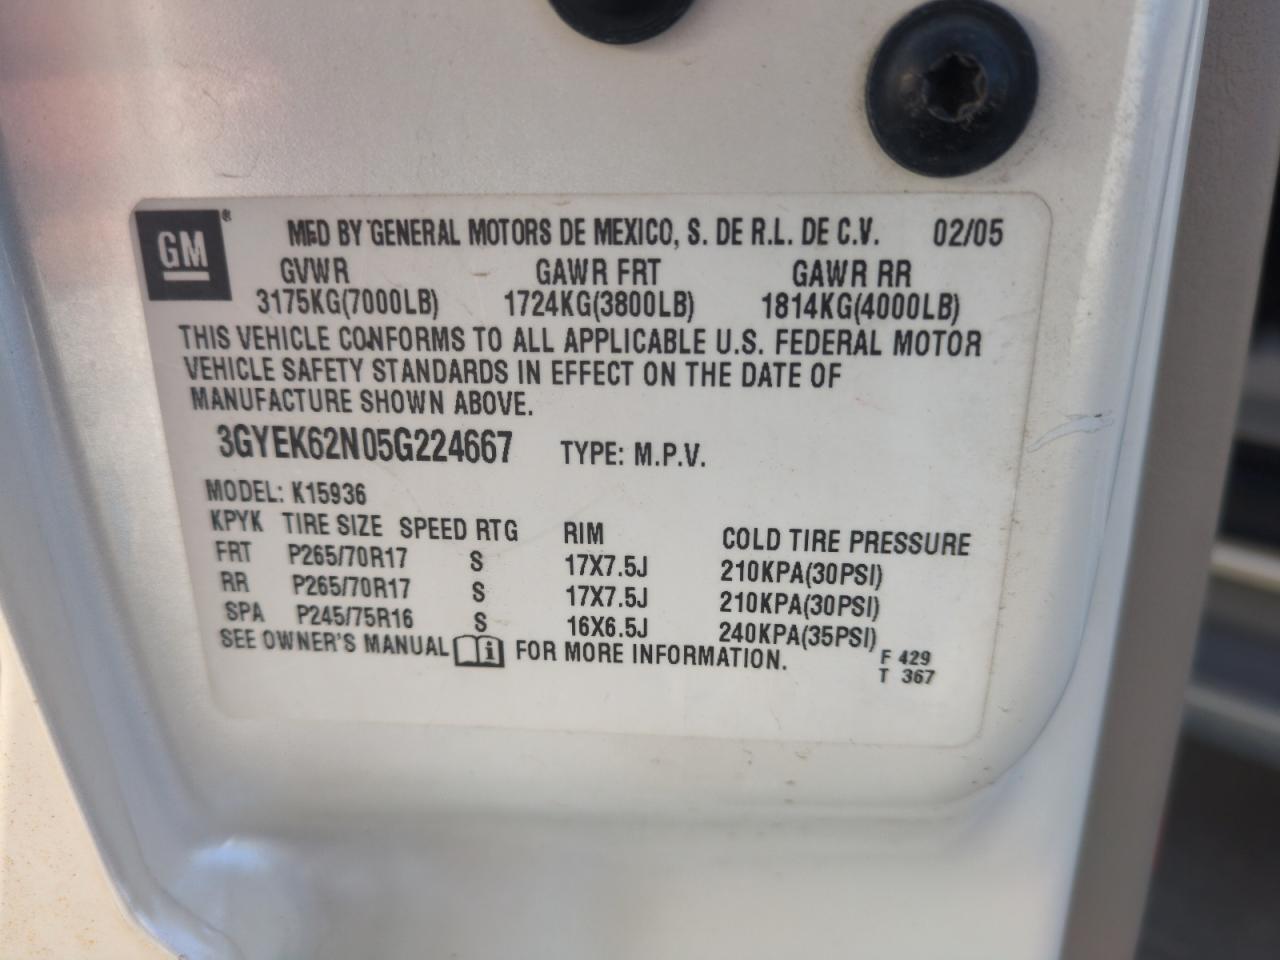 GM®
MFD BY GENERAL MOTORS DE MEXICO, S. DE R.L. DE C.V. 02/05
GVWR GAWR FRT GAWR RR
3175KG(7000LB) 1724KG(3800LB) 1814KG(4000LB)
THIS VEHICLE CONFORMS TO ALL APPLICABLE U.S. FEDERAL MOTOR
VEHICLE SAFETY STANDARDS IN EFFECT ON THE DATE OF
MANUFACTURE SHOWN ABOVE.
3GYEK62N05G224667 TYPE: M.P.V.
MODEL: K15936
KPYK TIRE SIZE SPEED RTG RIM COLD TIRE PRESSURE
FRT P265/70R17 S 17X7.5J 210KPA(30PSI)
RR P265/70R17 S 17X7.5J 210KPA(30PSI)
SPA P245/75R16 S 16X6.5J 240KPA(35PSI)
SEE OWNER'S MANUAL i FOR MORE INFORMATION.
F 429
T 367